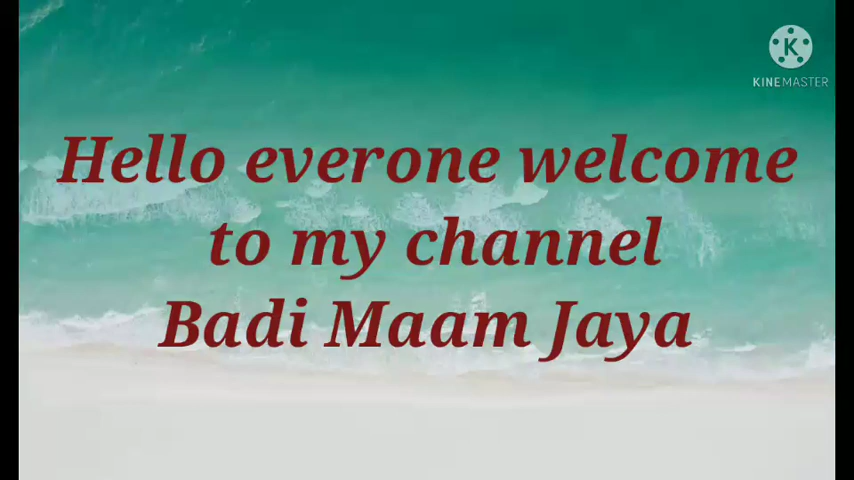 K
KINEMASTER
Hello everone welcome
to my channel
Badi Maam Jaya